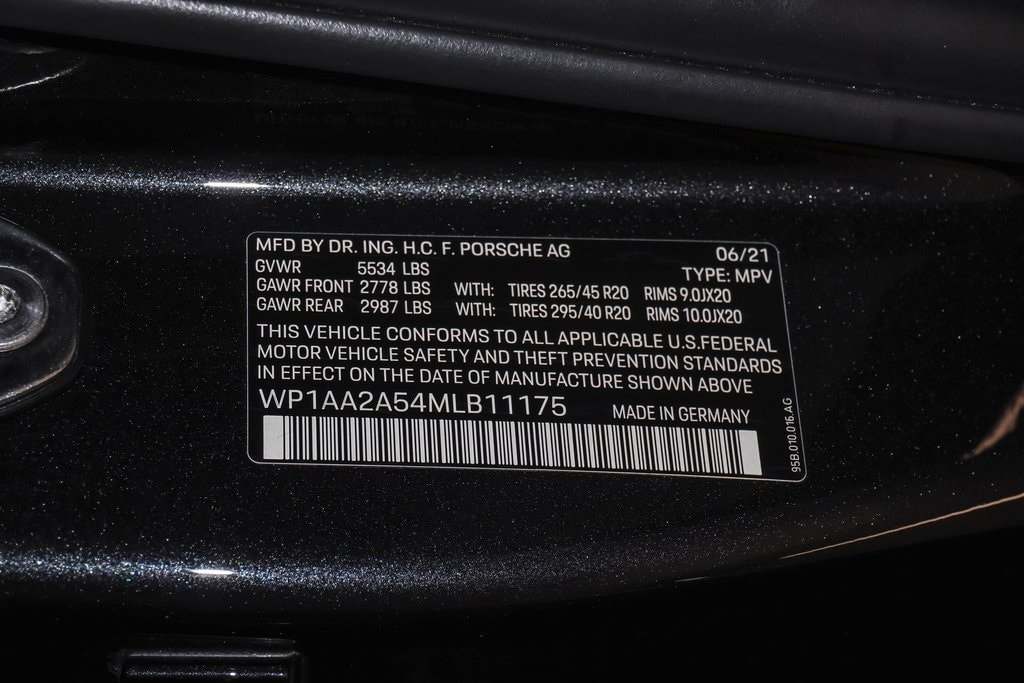 MFD BY DR. ING. H.C. F. PORSCHE AG 06/21
GVWR 5534 LBS TYPE: MPV
GAWR FRONT 2778 LBS WITH: TIRES 265/45 R20 RIMS 9.0JX20
GAWR REAR 2987 LBS WITH: TIRES 295/40 R20 RIMS 10.0JX20
THIS VEHICLE CONFORMS TO ALL APPLICABLE U.S.FEDERAL
MOTOR VEHICLE SAFETY AND THEFT PREVENTION STANDARDS
IN EFFECT ON THE DATE OF MANUFACTURE SHOWN ABOVE
WP1AA2A54MLB11175 MADE IN GERMANY
95B.010.016.AG